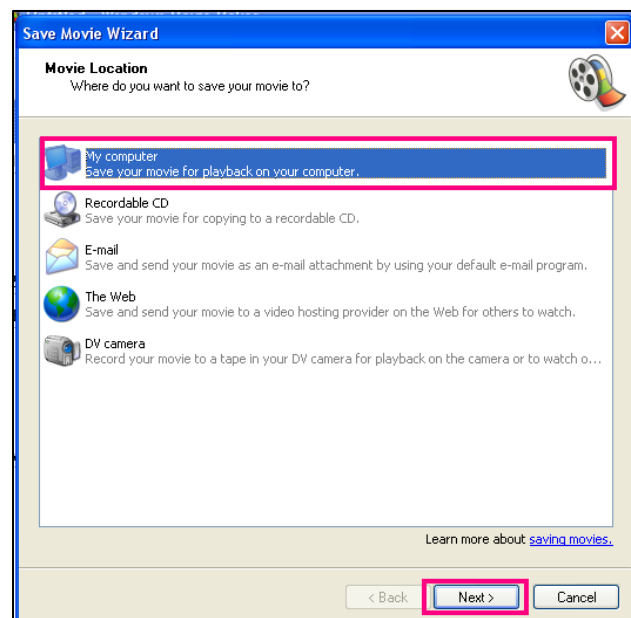 Save Movie Wizard
Movie Location
Where do you want to save your movie to?
My computer
Save your movie for playback on your computer.
Recordable CD
Save your movie for copying to a recordable CD.
E-mail
Save and send your movie as an e-mail attachment by using your default e-mail program.
The Web
Save and send your movie to a video hosting provider on the Web for others to watch.
DV camera
Record your movie to a tape in your DV camera for playback on the camera or to watch o...
Learn more about saving movies.
< Back Next > Cancel